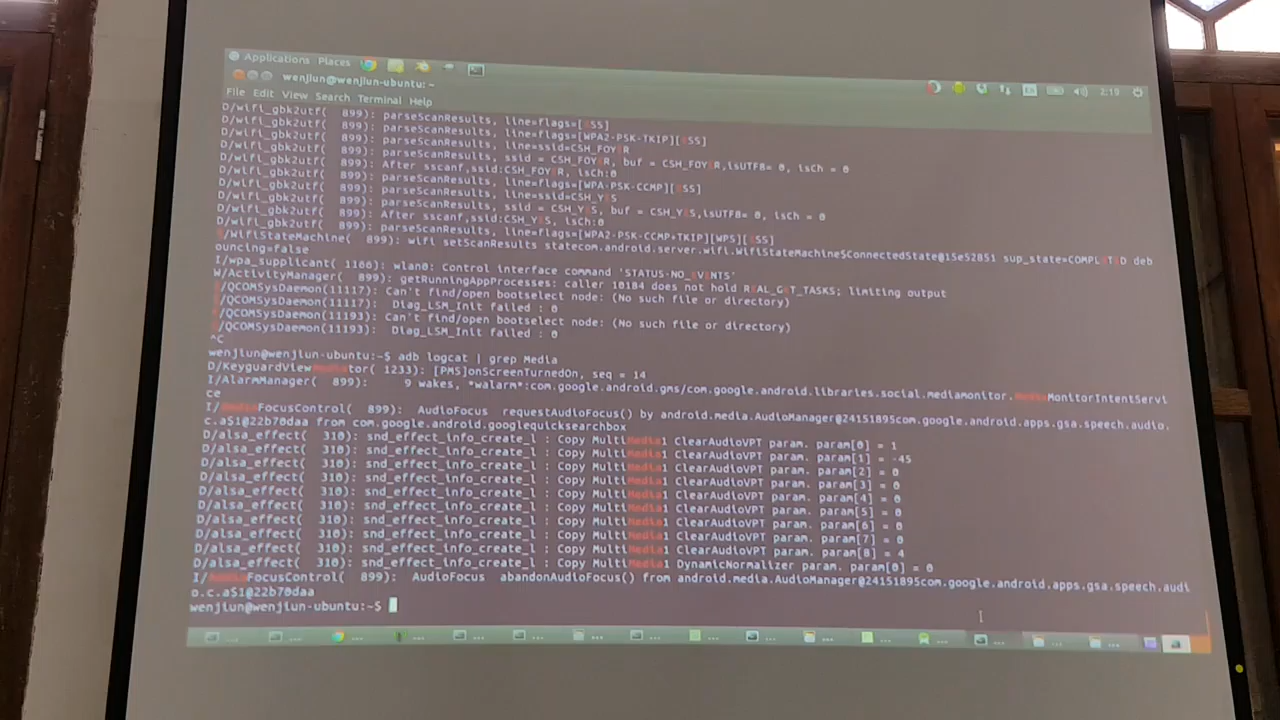 Applications Places
2:19
wenjiun@wenjiun-ubuntu: ~
File Edit View Search Terminal Help
D/wifi_gbk2utf( 899): parseScanResults, line=flags=[ESS]
D/wifi_gbk2utf( 899): parseScanResults, line=flags=[WPA2-PSK-TKIP][ESS]
D/wifi_gbk2utf( 899): parseScanResults, line=ssid=CSH_FOYER
D/wifi_gbk2utf( 899): parseScanResults, ssid = CSH_FOYER, buf = CSH_FOYER,isUTF8= 0, isCh = 0
D/wifi_gbk2utf( 899): After sscanf,ssid:CSH_FOYER, isCh:0
D/wifi_gbk2utf( 899): parseScanResults, line=flags=[WPA-PSK-CCMP][ESS]
D/wifi_gbk2utf( 899): parseScanResults, line=ssid=CSH_YES
D/wifi_gbk2utf( 899): parseScanResults, ssid = CSH_YES, buf = CSH_YES,isUTF8= 0, isCh = 0
D/wifi_gbk2utf( 899): After sscanf,ssid:CSH_YES, isCh:0
D/wifi_gbk2utf( 899): parseScanResults, line=flags=[WPA2-PSK-CCMP+TKIP][WPS][ESS]
E/WifiStateMachine( 899): wifi setScanResults statecom.android.server.wifi.WifiStateMachine$ConnectedState@15e52851 sup_state=COMPLETED deb
ouncing=false
I/wpa_supplicant( 1166): wlan0: Control interface command 'STATUS-NO_EVENTS'
W/ActivityManager( 899): getRunningAppProcesses: caller 10184 does not hold REAL_GET_TASKS; limiting output
E/QCOMSysDaemon(11117): Can't find/open bootselect node: (No such file or directory)
E/QCOMSysDaemon(11117): Diag_LSM_Init failed : 0
E/QCOMSysDaemon(11193): Can't find/open bootselect node: (No such file or directory)
E/QCOMSysDaemon(11193): Diag_LSM_Init failed : 0
^C
wenjiun@wenjiun-ubuntu:~$ adb logcat | grep Media
D/KeyguardViewMediator( 1233): [PMS]onScreenTurnedOn, seq = 14
I/AlarmManager( 899): 9 wakes, *walarm*:com.google.android.gms/com.google.android.libraries.social.mediamonitor.MediaMonitorIntentServi
ce
I/MediaFocusControl( 899): AudioFocus requestAudioFocus() by android.media.AudioManager@24151895com.google.android.apps.gsa.speech.audio.
c.a$1@22b70daa from com.google.android.googlequicksearchbox
D/alsa_effect( 310): snd_effect_info_create_l : Copy MultiMedia1 ClearAudioVPT param. param[0] = 1
D/alsa_effect( 310): snd_effect_info_create_l : Copy MultiMedia1 ClearAudioVPT param. param[1] = -45
D/alsa_effect( 310): snd_effect_info_create_l : Copy MultiMedia1 ClearAudioVPT param. param[2] = 0
D/alsa_effect( 310): snd_effect_info_create_l : Copy MultiMedia1 ClearAudioVPT param. param[3] = 0
D/alsa_effect( 310): snd_effect_info_create_l : Copy MultiMedia1 ClearAudioVPT param. param[4] = 0
D/alsa_effect( 310): snd_effect_info_create_l : Copy MultiMedia1 ClearAudioVPT param. param[5] = 0
D/alsa_effect( 310): snd_effect_info_create_l : Copy MultiMedia1 ClearAudioVPT param. param[6] = 0
D/alsa_effect( 310): snd_effect_info_create_l : Copy MultiMedia1 ClearAudioVPT param. param[7] = 0
D/alsa_effect( 310): snd_effect_info_create_l : Copy MultiMedia1 ClearAudioVPT param. param[8] = 4
D/alsa_effect( 310): snd_effect_info_create_l : Copy MultiMedia1 DynamicNormalizer param. param[0] = 0
I/MediaFocusControl( 899): AudioFocus abandonAudioFocus() from android.media.AudioManager@24151895com.google.android.apps.gsa.speech.audi
o.c.a$1@22b70daa
wenjiun@wenjiun-ubuntu:~$